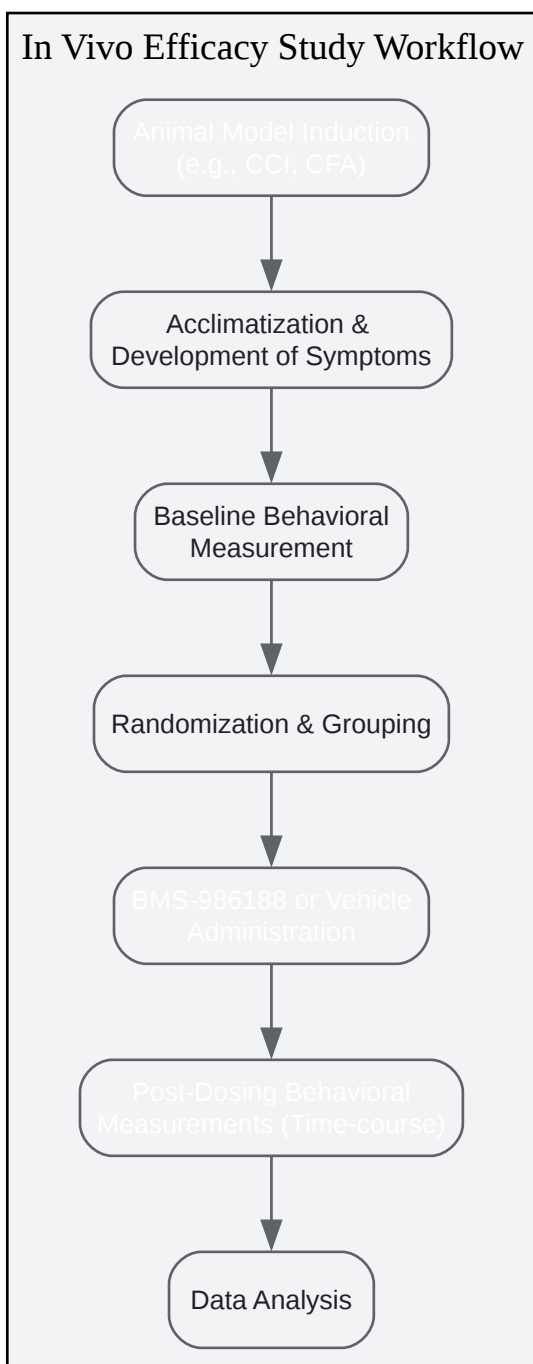 In Vivo Efficacy Study Workflow
Animal Model Induction
(e.g., CCI, CFA)
Acclimatization &
Development of Symptoms
Baseline Behavioral
Measurement
Randomization & Grouping
BMS-986188 or Vehicle
Administration
Post-Dosing Behavioral
Measurements (Time-course)
Data Analysis